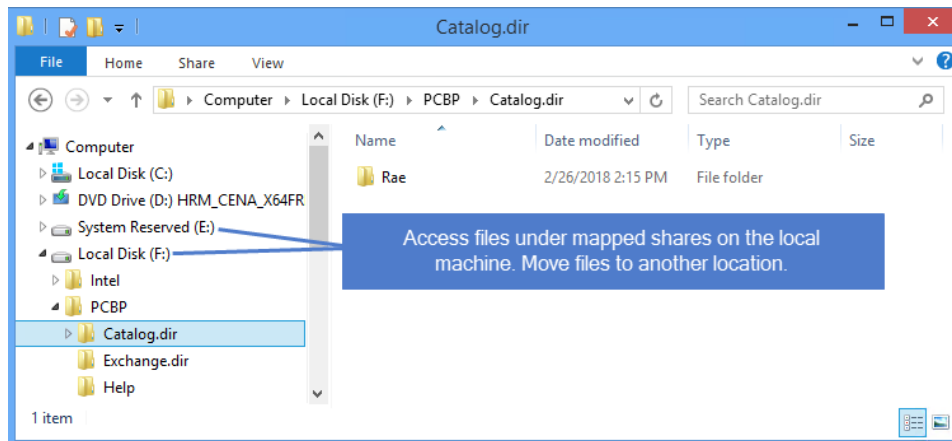 Catalog.dir
File Home Share View
Computer Local Disk (F:) PCBP Catalog.dir
Search Catalog.dir
Name Date modified Type Size
Rae 2/26/2018 2:15 PM File folder
Computer
Local Disk (C:)
DVD Drive (D:) HRM_CENA_X64FR
System Reserved (E:)
Local Disk (F:)
Intel
PCBP
Catalog.dir
Exchange.dir
Help
Access files under mapped shares on the local
machine. Move files to another location.
1 item